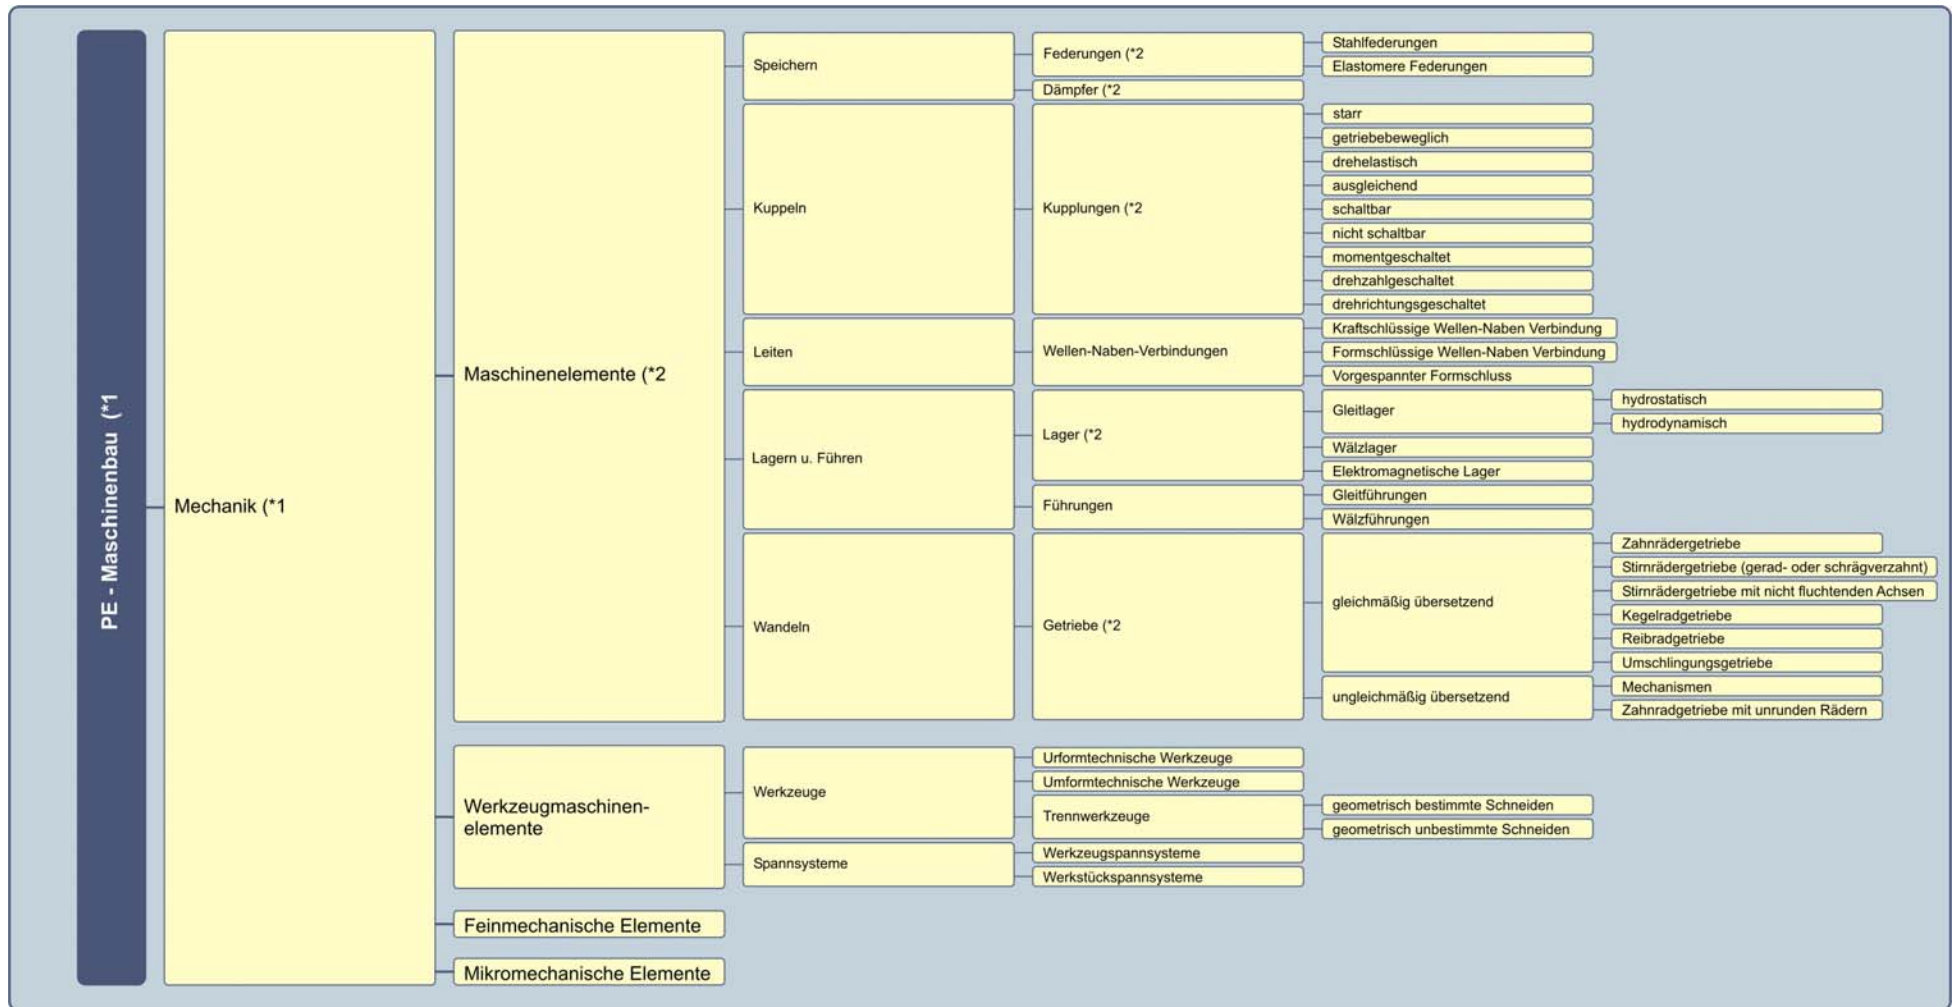 PE - Maschinenbau (*1
Mechanik (*1
Maschinenelemente (*2
Speichern
Federungen (*2
Stahlfederungen
Elastomere Federungen
Dämpfer (*2
Kuppeln
Kupplungen (*2
starr
getriebebeweglich
drehelastisch
ausgleichend
schaltbar
nicht schaltbar
momentgeschaltet
drehzahlgeschaltet
drehrichtungsgeschaltet
Leiten
Wellen-Naben-Verbindungen
Kraftschlüssige Wellen-Naben Verbindung
Formschlüssige Wellen-Naben Verbindung
Vorgespannter Formschluss
Lagern u. Führen
Lager (*2
Gleitlager
hydrostatisch
hydrodynamisch
Wälzlager
Elektromagnetische Lager
Führungen
Gleitführungen
Wälzführungen
Wandeln
Getriebe (*2
gleichmäßig übersetzend
Zahnrädergetriebe
Stirnrädergetriebe (gerad- oder schrägverzahnt)
Stirnrädergetriebe mit nicht fluchtenden Achsen
Kegelradgetriebe
Reibradgetriebe
Umschlingungsgetriebe
ungleichmäßig übersetzend
Mechanismen
Zahnradgetriebe mit unrunden Rädern
Werkzeugmaschinen-
elemente
Werkzeuge
Urformtechnische Werkzeuge
Umformtechnische Werkzeuge
Trennwerkzeuge
geometrisch bestimmte Schneiden
geometrisch unbestimmte Schneiden
Spannsysteme
Werkzeugspannsysteme
Werkstückspannsysteme
Feinmechanische Elemente
Mikromechanische Elemente